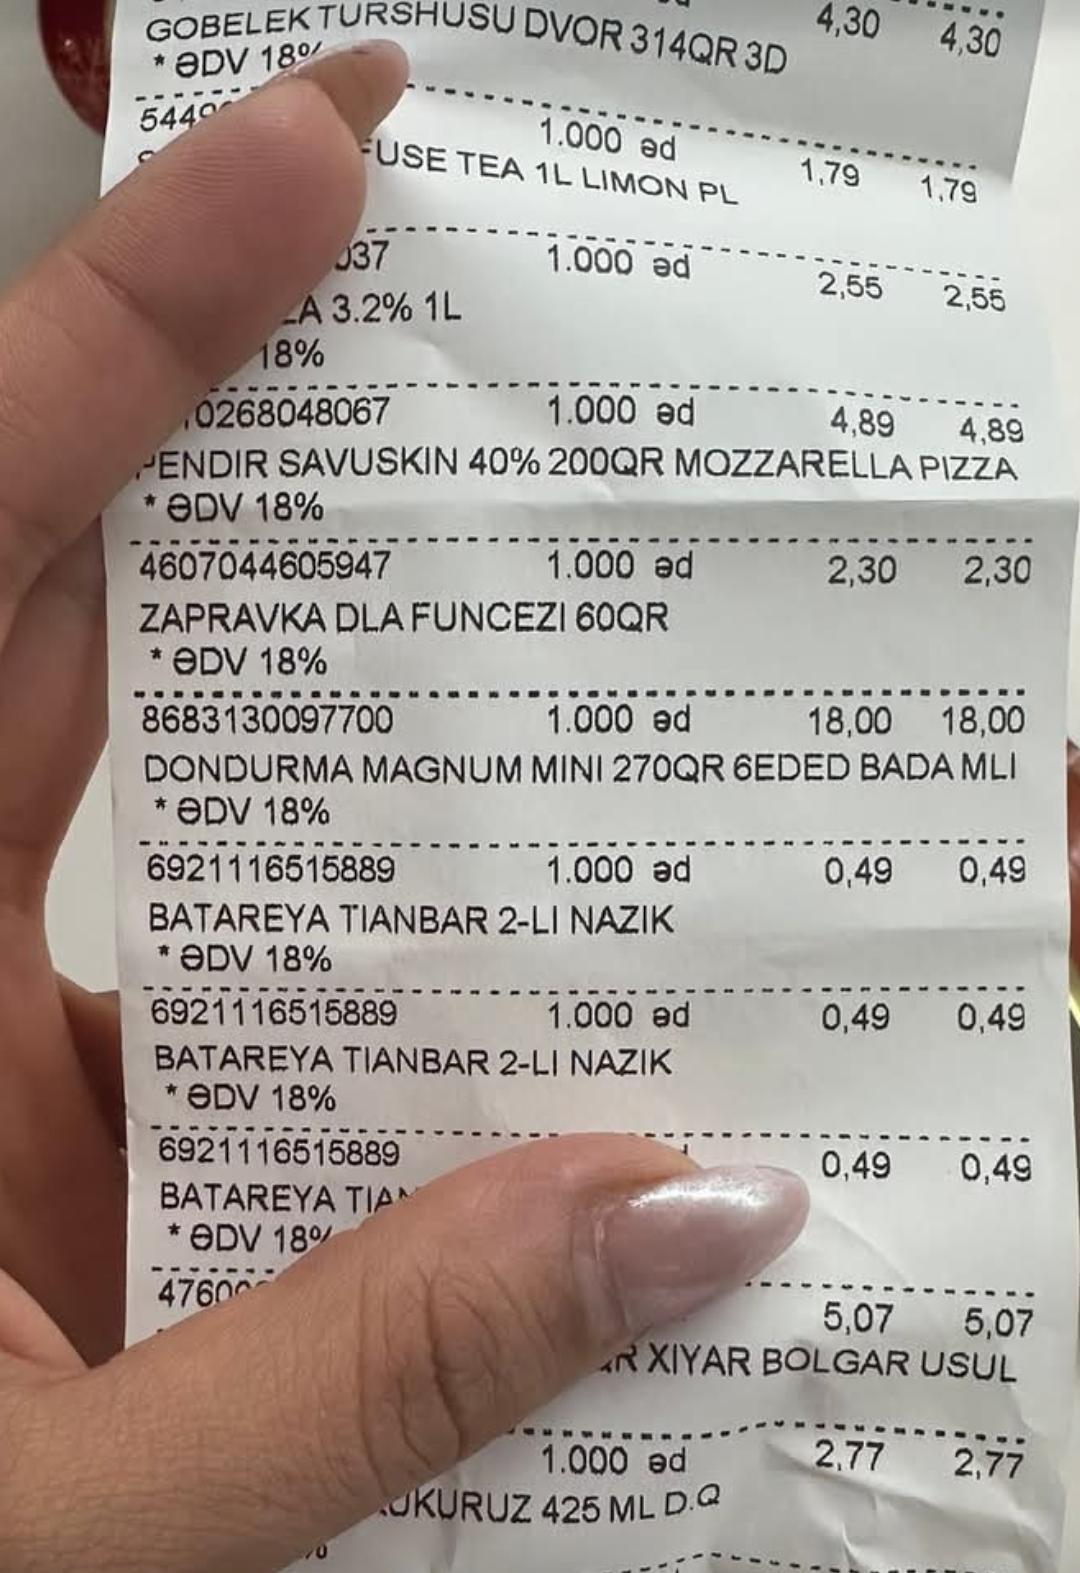 4,30 4,30
GOBELEK TURSHUSU DVOR 314QR 3D
* ƏDV 18%
1.000 əd 1,79 1,79
FUSE TEA 1L LIMON PL
037 1.000 əd 2,55 2,55
3.2% 1L
18%
0268048067 1.000 əd 4,89 4,89
PENDIR SAVUSKIN 40% 200QR MOZZARELLA PIZZA
* ƏDV 18%
4607044605947 1.000 əd 2,30 2,30
ZAPRAVKA DLA FUNCEZI 60QR
* ƏDV 18%
8683130097700 1.000 əd 18,00 18,00
DONDURMA MAGNUM MINI 270QR 6EDED BADA MLI
* ƏDV 18%
6921116515889 1.000 əd 0,49 0,49
BATAREYA TIANBAR 2-LI NAZIK
* ƏDV 18%
6921116515889 1.000 əd 0,49 0,49
BATAREYA TIANBAR 2-LI NAZIK
* ƏDV 18%
6921116515889 0,49 0,49
BATAREYA
* ƏDV 18%
5,07 5,07
XIYAR BOLGAR USUL
1.000 əd 2,77 2,77
425 ML D.Q